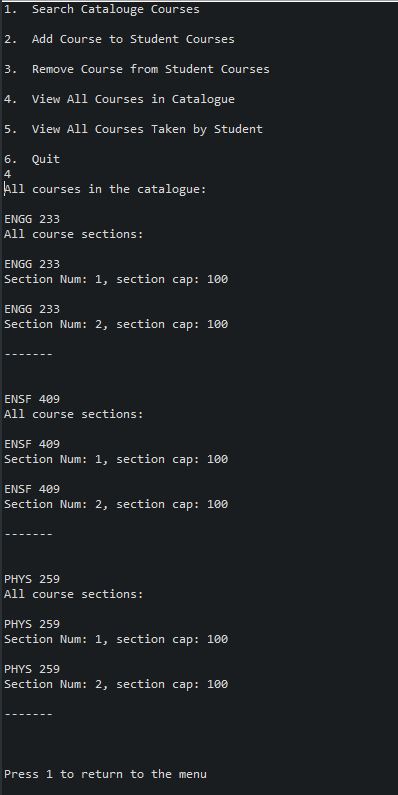 1.  Search Catalouge Courses
2.  Add Course to Student Courses
3.  Remove Course from Student Courses
4.  View All Courses in Catalogue
5.  View All Courses Taken by Student
6.  Quit
4
All courses in the catalogue:
ENGG 233
All course sections:
ENGG 233
Section Num: 1, section cap: 100
ENGG 233
Section Num: 2, section cap: 100
-------
ENSF 409
All course sections:
ENSF 409
Section Num: 1, section cap: 100
ENSF 409
Section Num: 2, section cap: 100
-------
PHYS 259
All course sections:
PHYS 259
Section Num: 1, section cap: 100
PHYS 259
Section Num: 2, section cap: 100
-------
Press 1 to return to the menu